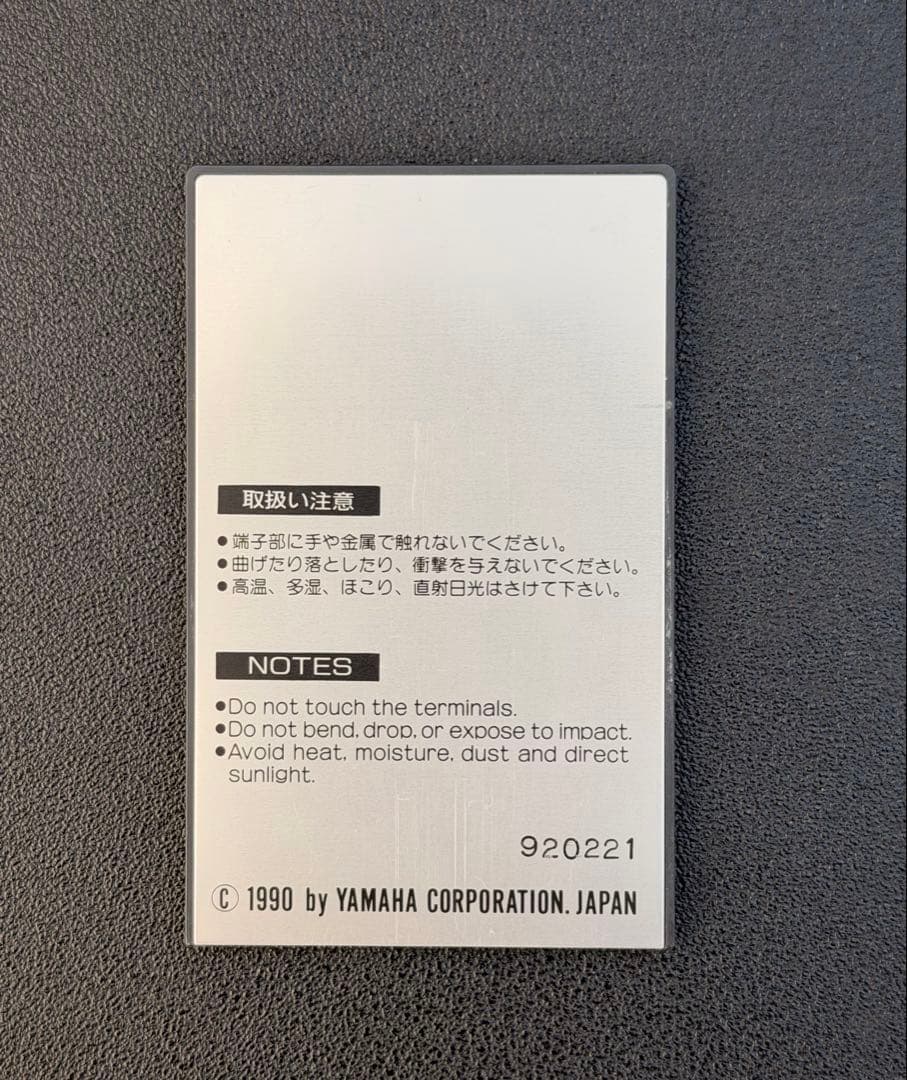 取扱い注意
●端子部に手や金属で触れないでください。
●曲げたり落としたり、衝撃を与えないでください。
●高温、多湿、ほこり、直射日光はさけて下さい。
NOTES
●Do not touch the terminals.
●Do not bend, drop, or expose to impact.
●Avoid heat, moisture, dust and direct
sunlight.
920221
© 1990 by YAMAHA CORPORATION. JAPAN